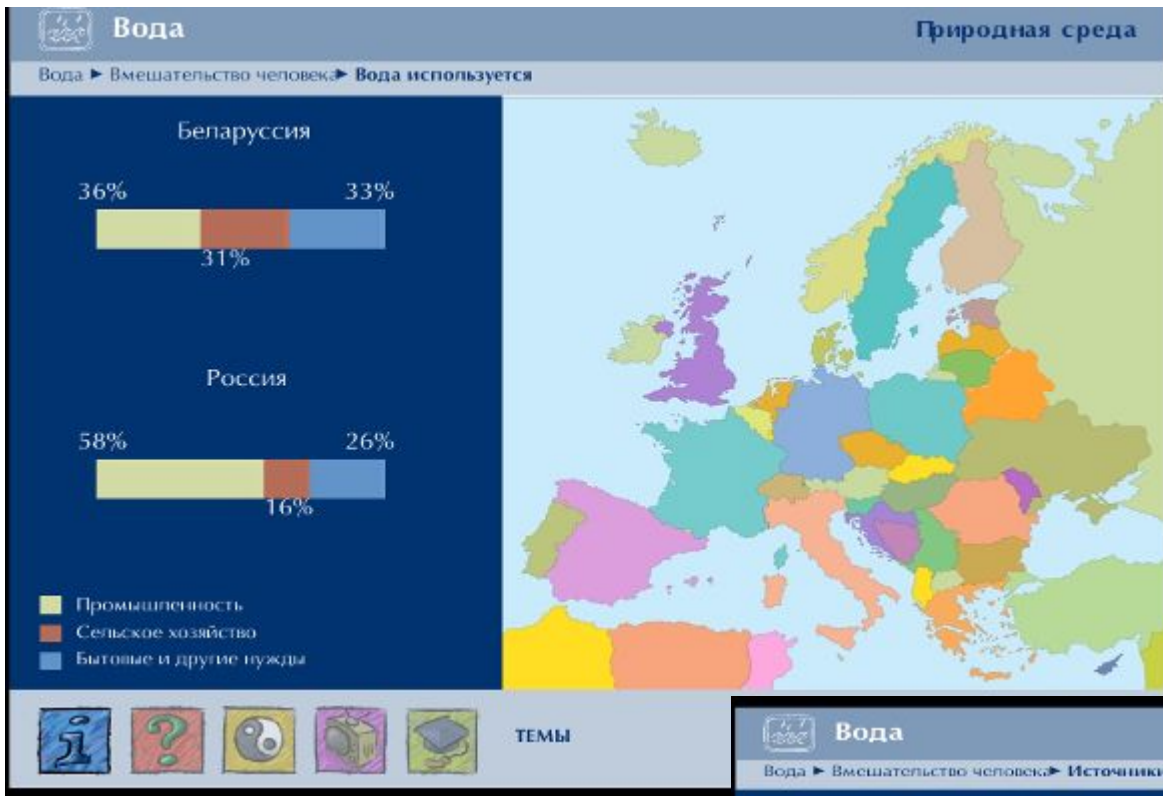 Вода
Природная среда
Вода ► Вмешательство человека► Вода используется
Беларуссия
36% 33%
31%
Россия
58% 26%
16%
Промышленность
Сельское хозяйство
Бытовые и другие нужды
ТЕМЫ
Вода
Вода ► Вмешательство человека► Источники